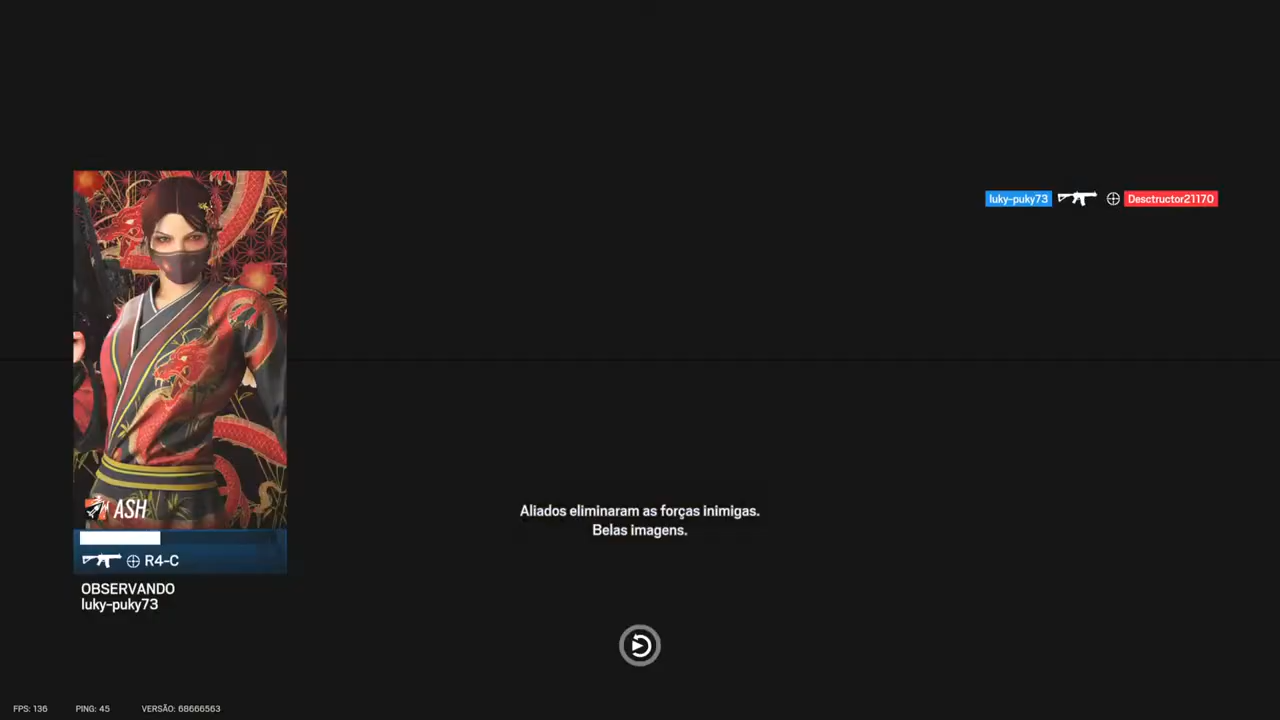 luky-puky73 Desctructor21170
ASH
R4-C
OBSERVANDO
luky-puky73
Aliados eliminaram as forças inimigas.
Belas imagens.
FPS: 136 PING: 45 VERSÃO: 68666563